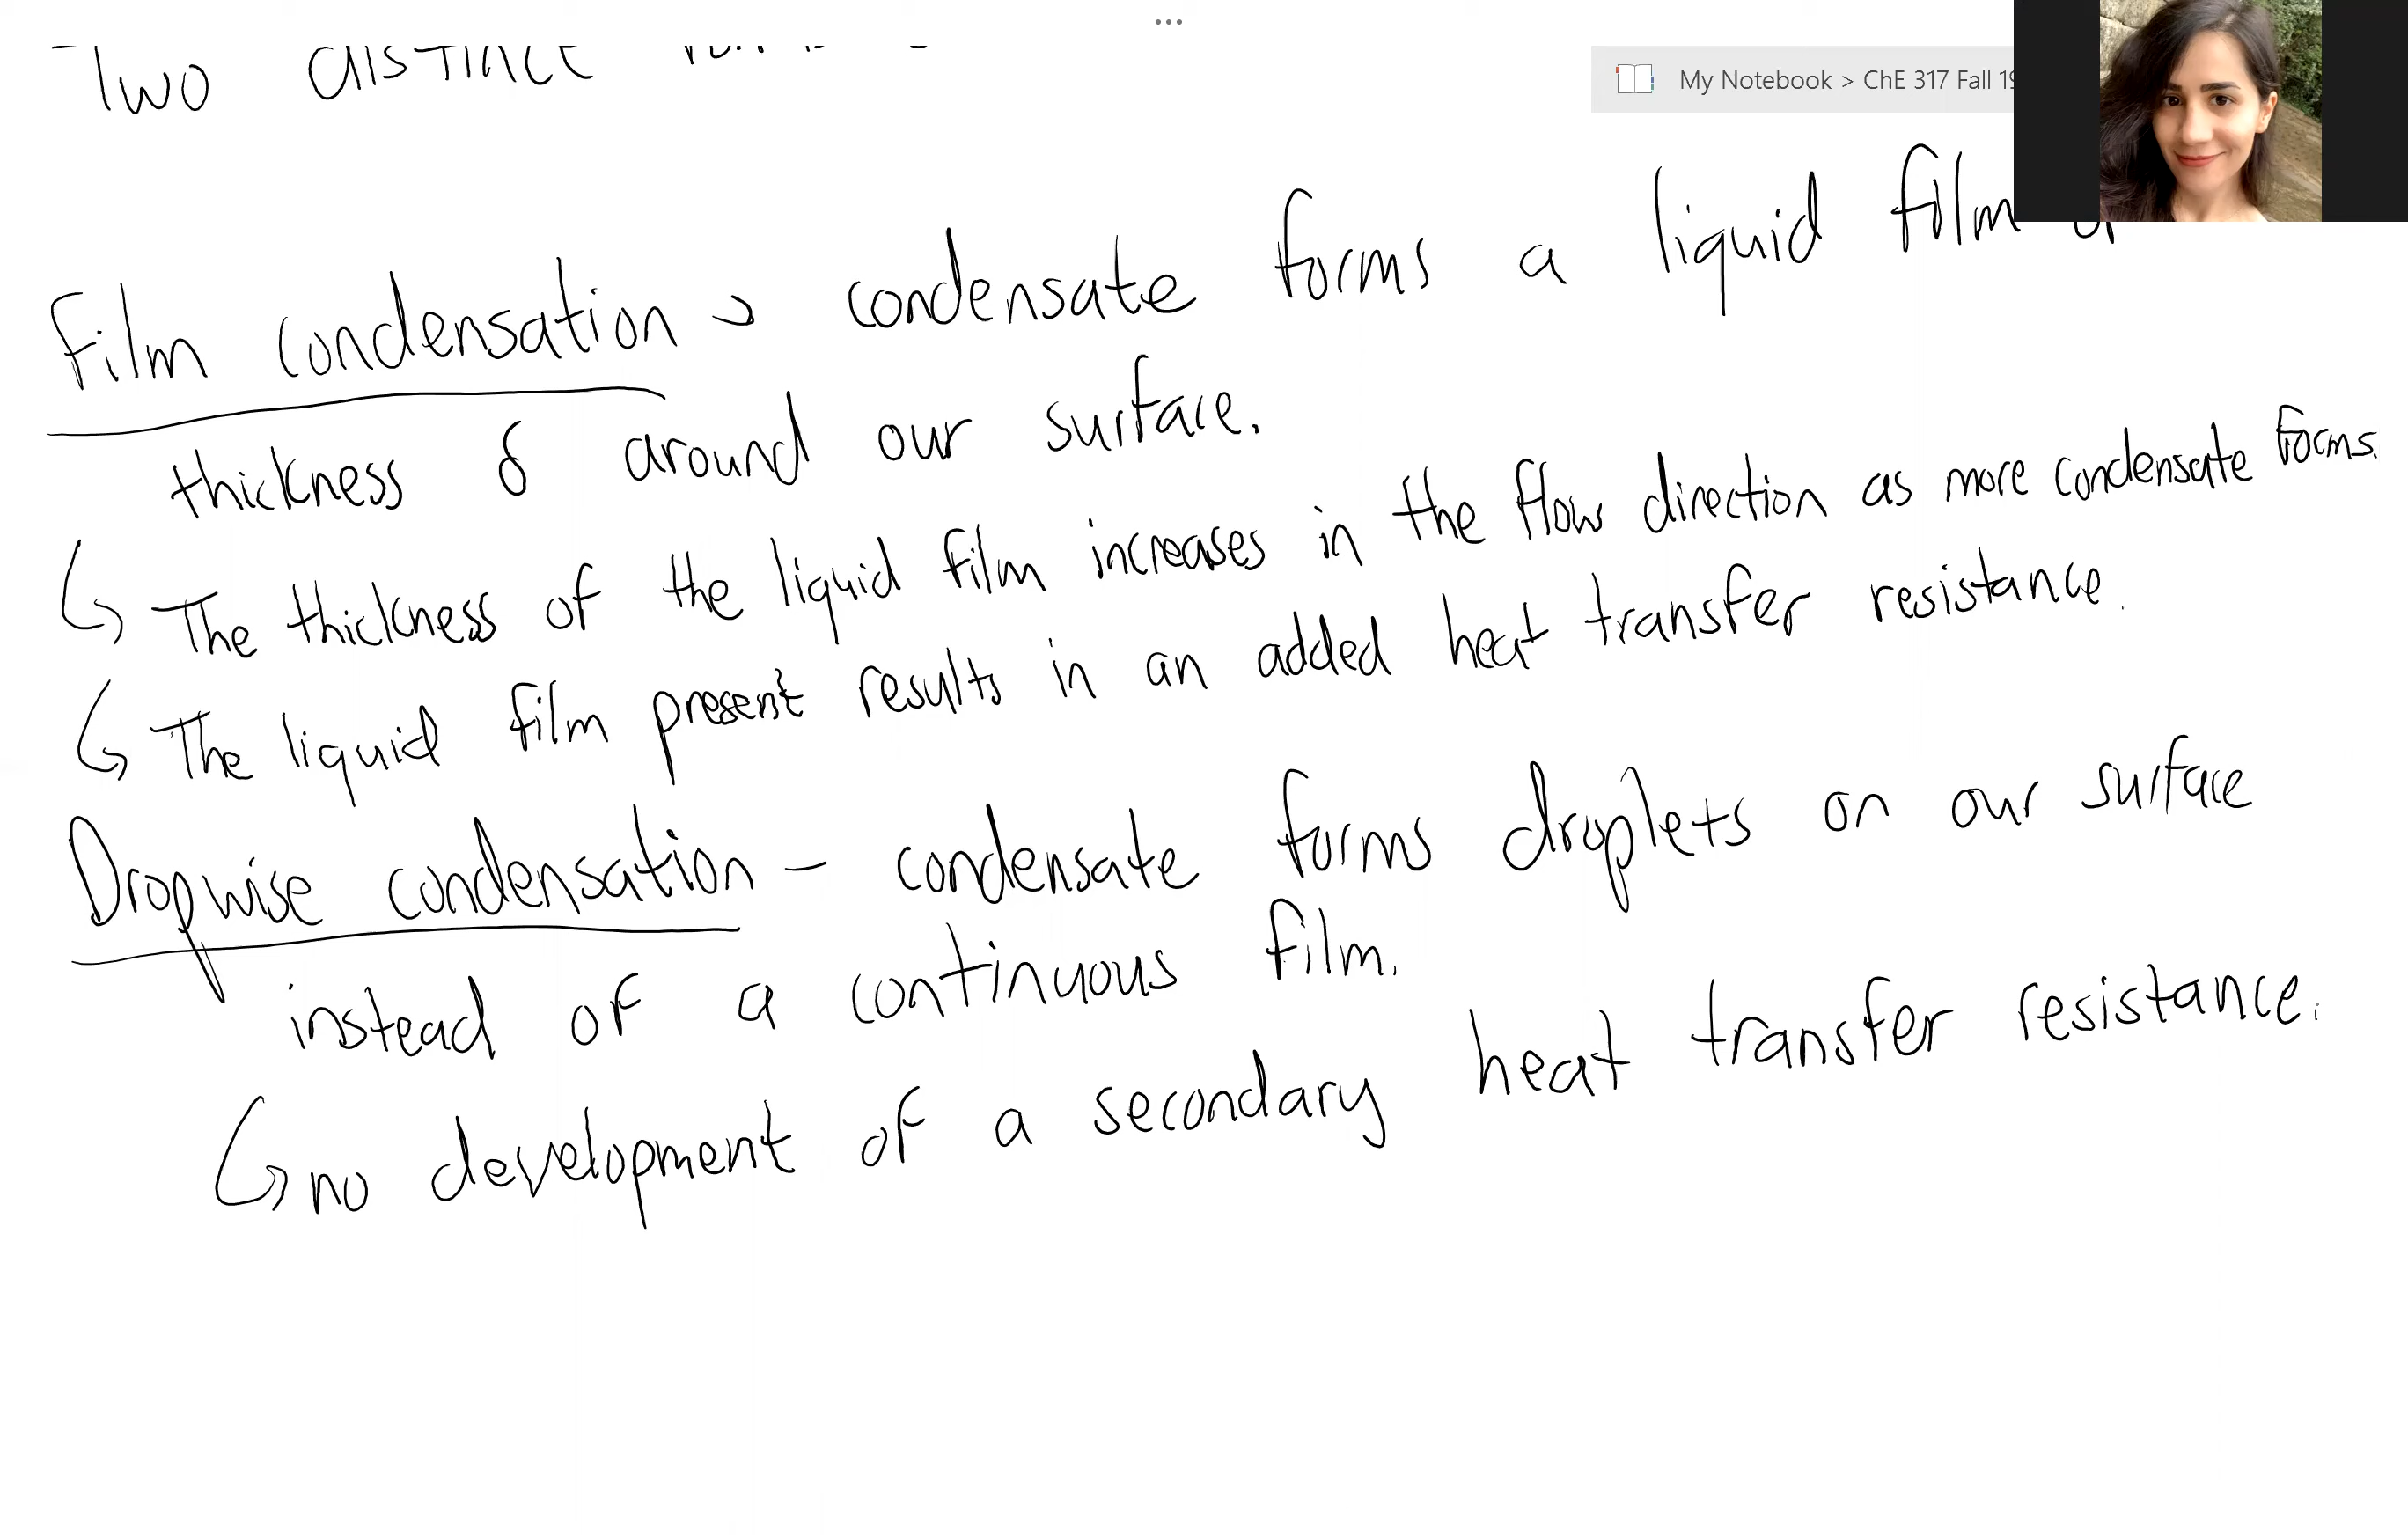 Two distinct
My Notebook > ChE 317 Fall 19
Film condensation → condensate forms a liquid film of
thickness δ around our surface.
↳ The thickness of the liquid film increases in the flow direction as more condensate forms.
↳ The liquid film present results in an added heat transfer resistance.
Dropwise condensation - condensate forms droplets on our surface
instead of a continuous film.
↳ no development of a secondary heat transfer resistance.